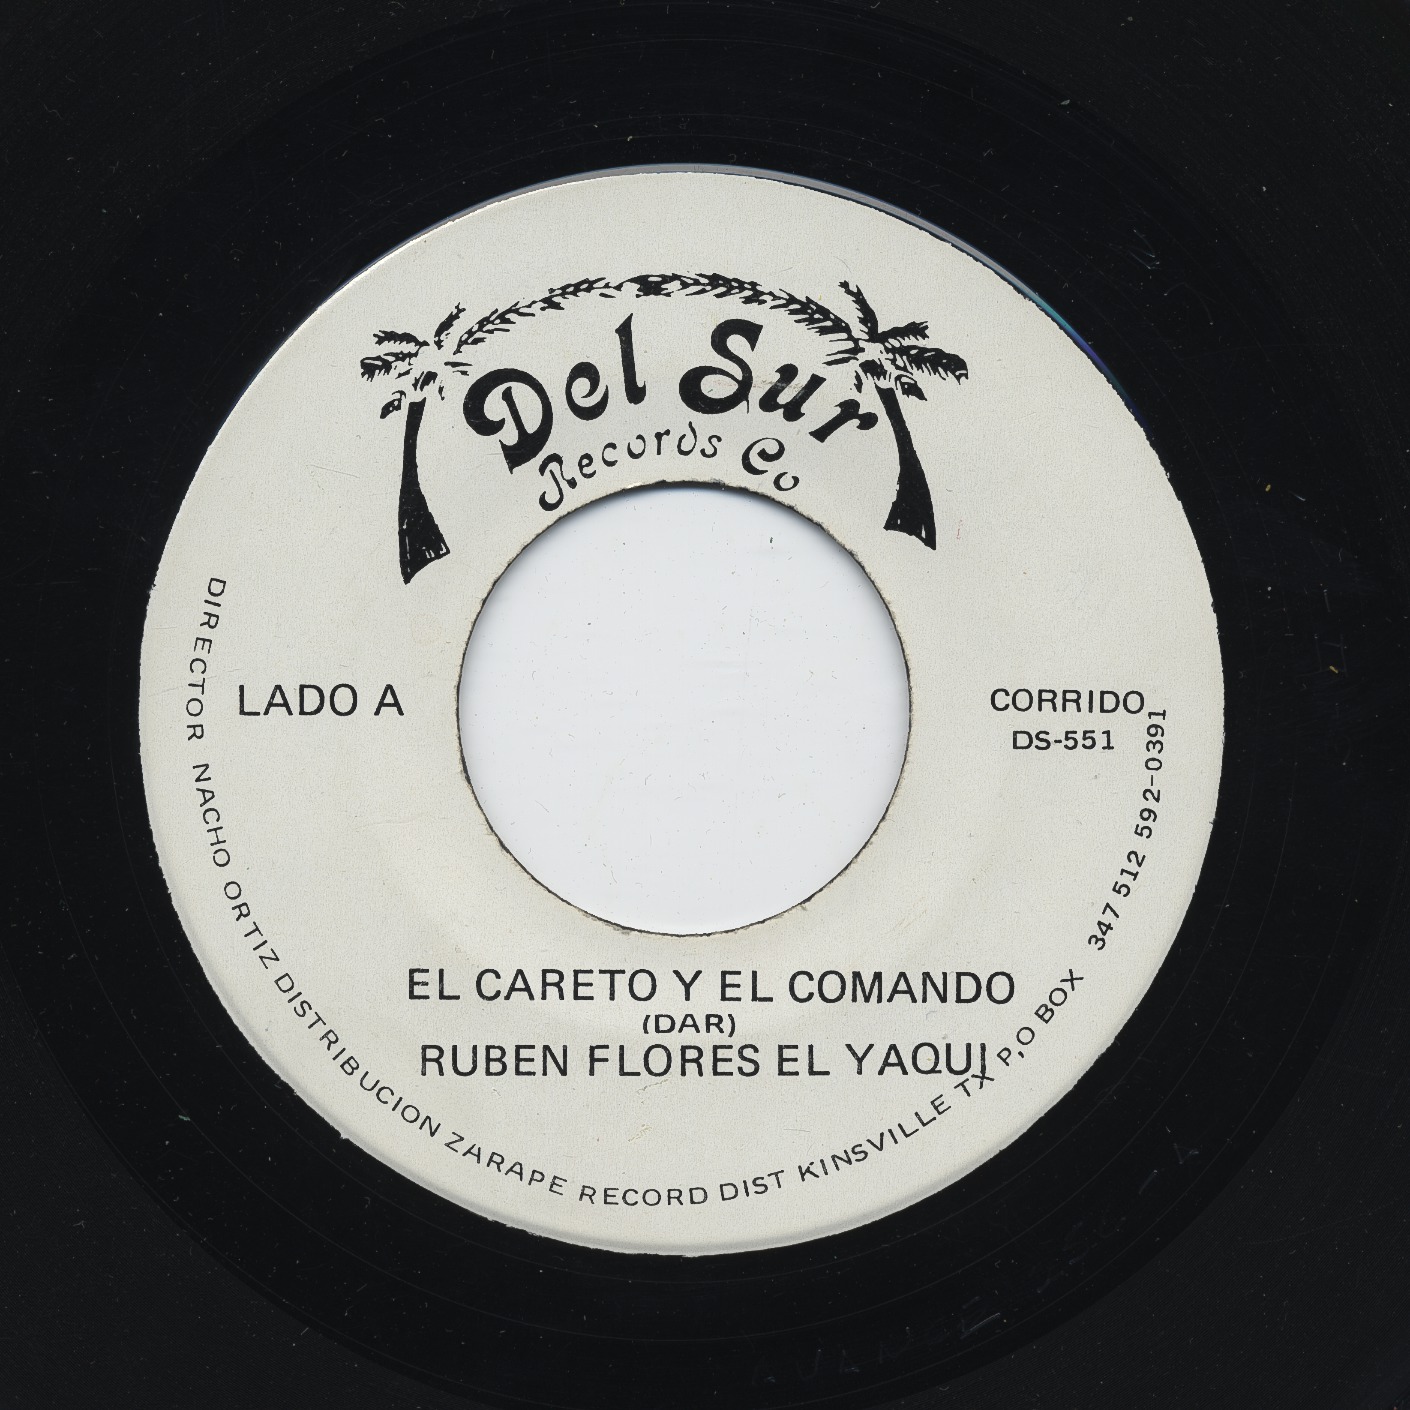 Del Sur
Records Co
LADO A
CORRIDO
DS-551
EL CARETO Y EL COMANDO
(DAR)
RUBEN FLORES EL YAQUI
DIRECTOR NACHO ORTIZ DISTRIBUCION ZARAPE RECORD DIST KINSVILLE TX P,O BOX 347 512 592-0391